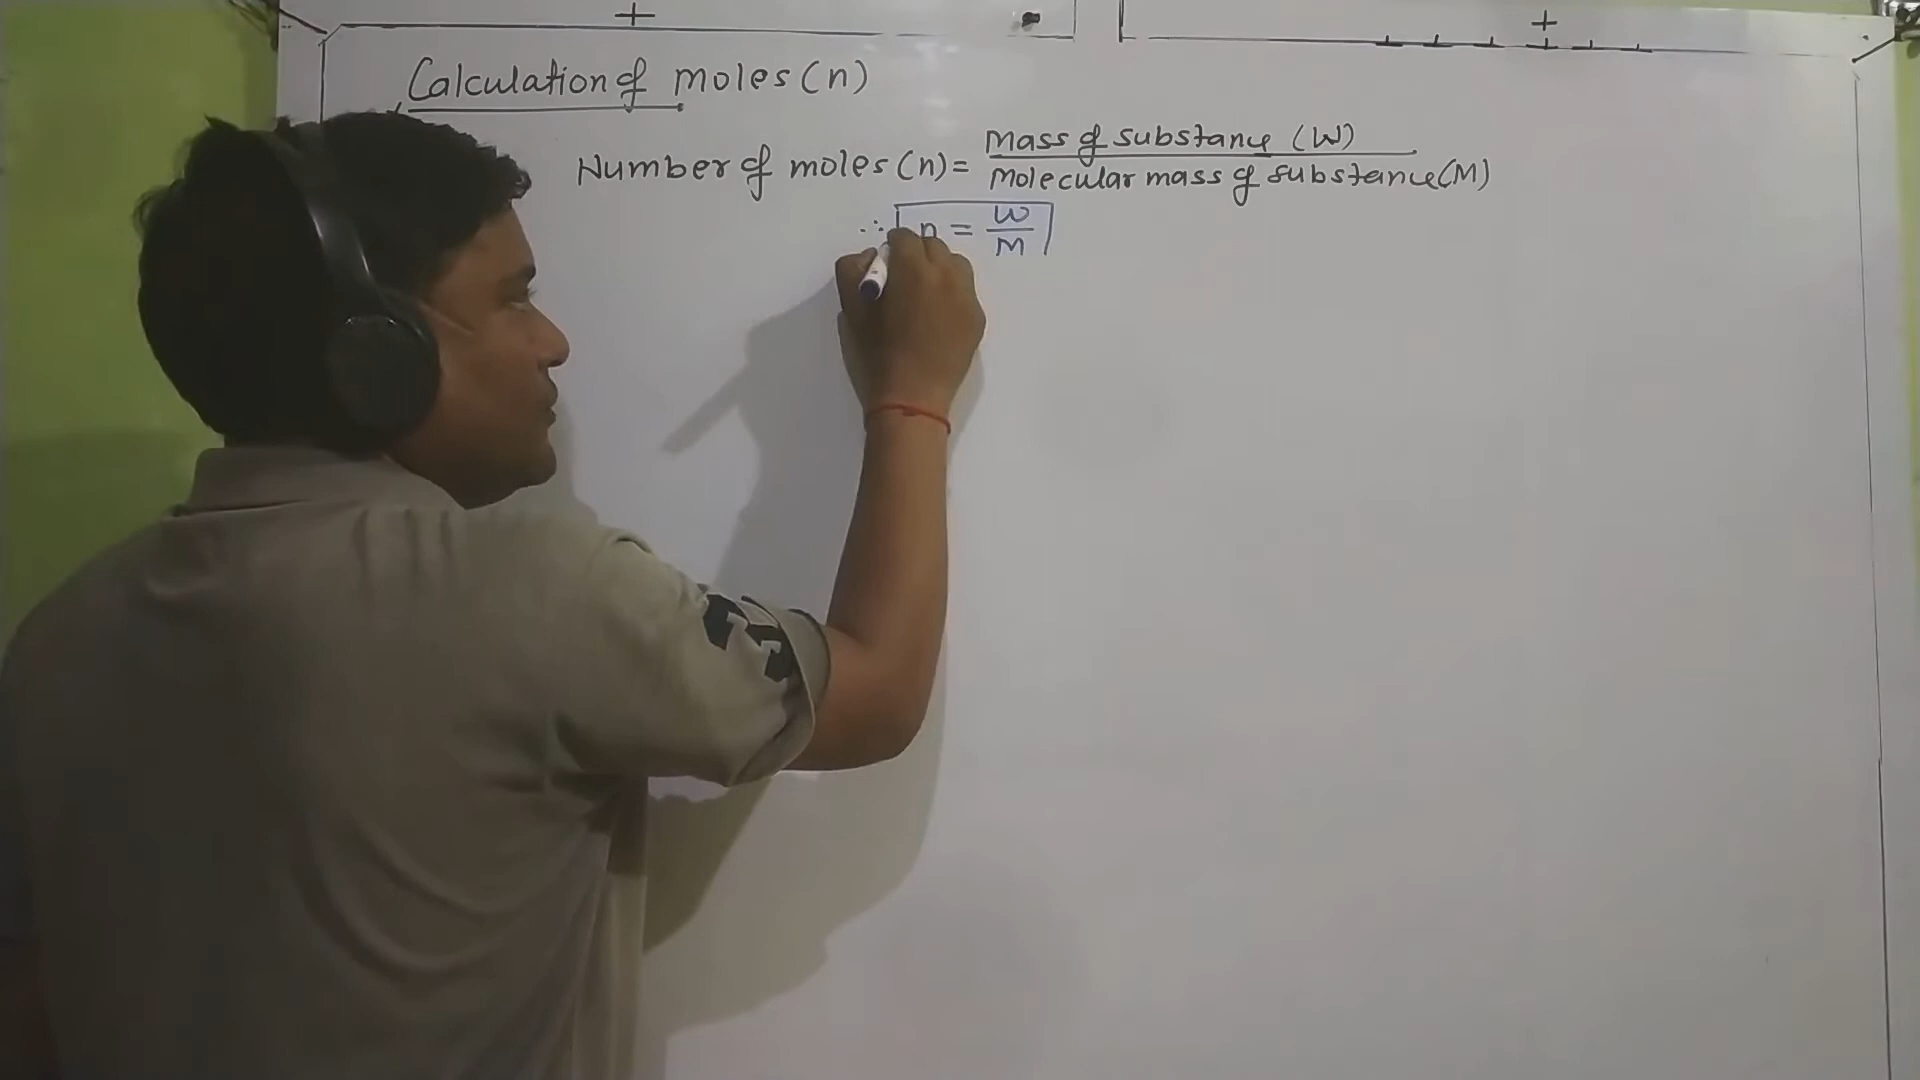 Calculation of moles (n)
Number of moles (n) = Mass of substance (W) / Molecular mass of substance (M)
∴ n = W / M